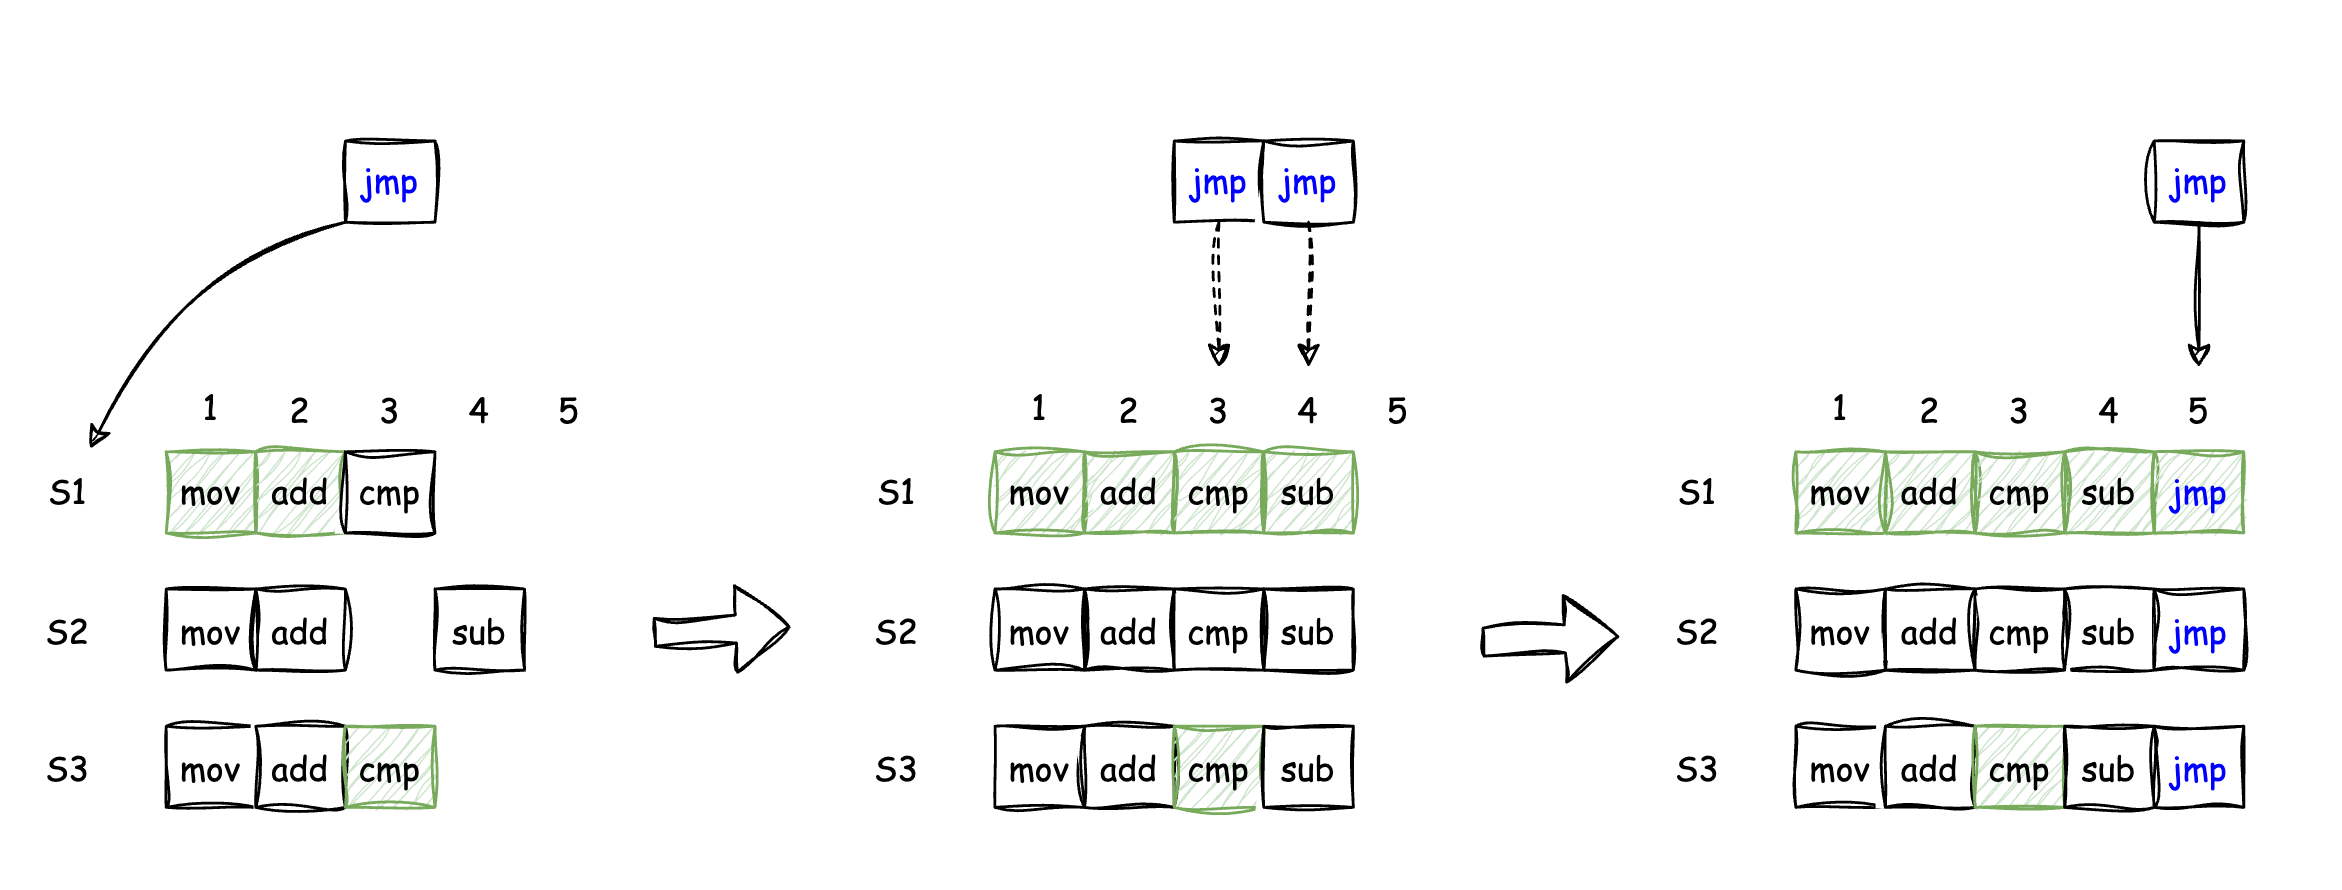 jmp jmp jmp jmp
1 2 3 4 5 1 2 3 4 5 1 2 3 4 5
S1 mov add cmp S1 mov add cmp sub S1 mov add cmp sub jmp
S2 mov add sub S2 mov add cmp sub S2 mov add cmp sub jmp
S3 mov add cmp S3 mov add cmp sub S3 mov add cmp sub jmp